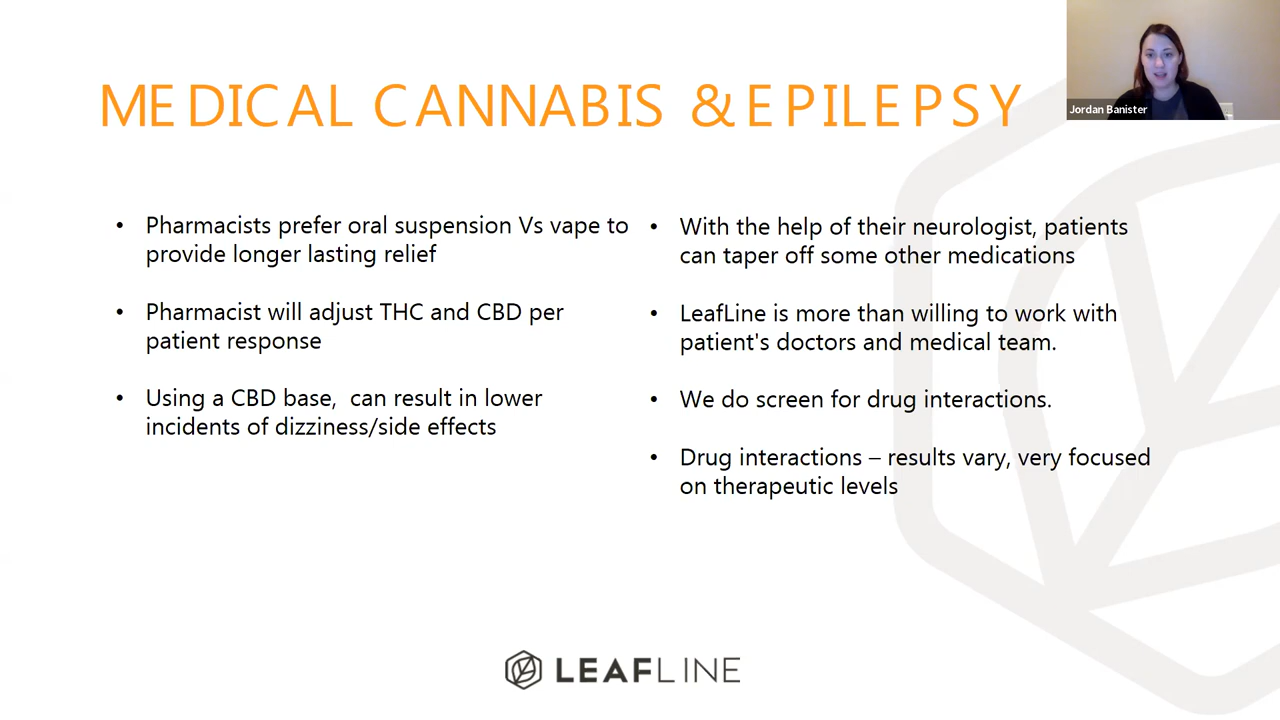 MEDICAL CANNABIS & EPILEPSY
Jordan Banister
• Pharmacists prefer oral suspension Vs vape to
provide longer lasting relief
• Pharmacist will adjust THC and CBD per
patient response
• Using a CBD base, can result in lower
incidents of dizziness/side effects
• With the help of their neurologist, patients
can taper off some other medications
• LeafLine is more than willing to work with
patient's doctors and medical team.
• We do screen for drug interactions.
• Drug interactions – results vary, very focused
on therapeutic levels
LEAFLINE